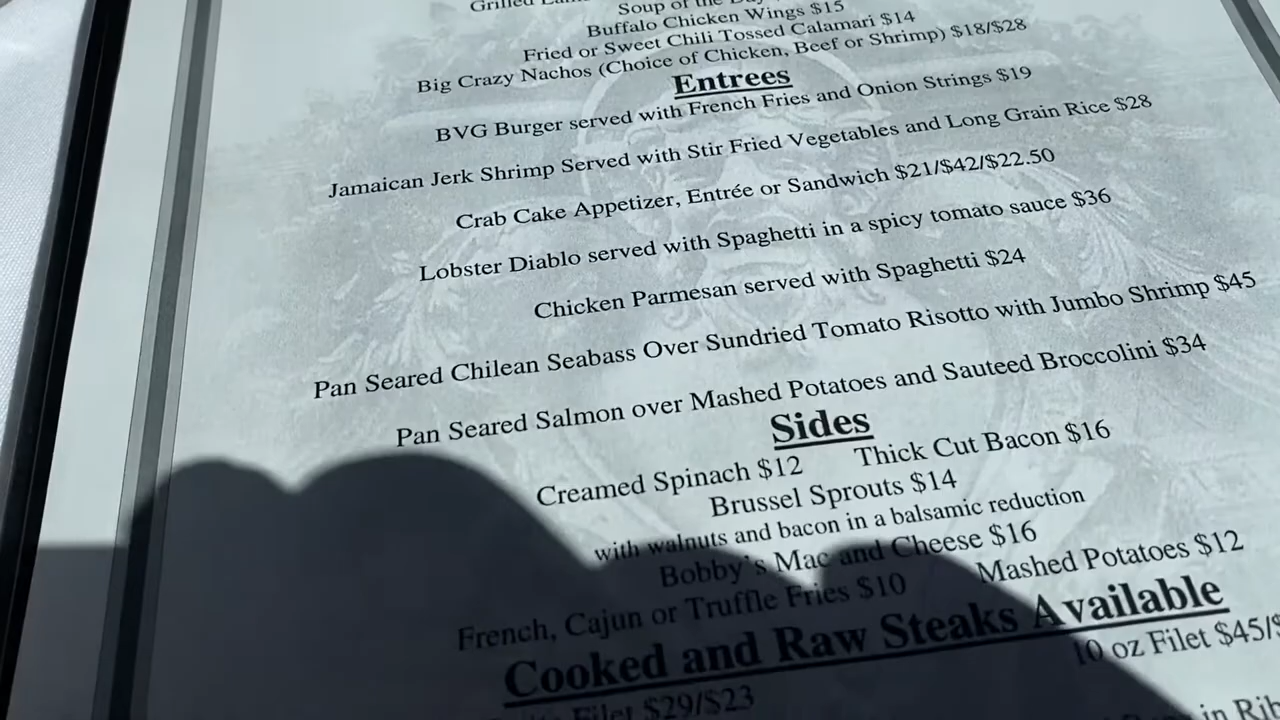 Grilled
Soup of the
Buffalo Chicken Wings $15
Fried or Sweet Chili Tossed Calamari $14
Big Crazy Nachos (Choice of Chicken, Beef or Shrimp) $18/$28
Entrees
BVG Burger served with French Fries and Onion Strings $19
Jamaican Jerk Shrimp Served with Stir Fried Vegetables and Long Grain Rice $28
Crab Cake Appetizer, Entrée or Sandwich $21/$42/$22.50
Lobster Diablo served with Spaghetti in a spicy tomato sauce $36
Chicken Parmesan served with Spaghetti $24
Pan Seared Chilean Seabass Over Sundried Tomato Risotto with Jumbo Shrimp $45
Pan Seared Salmon over Mashed Potatoes and Sauteed Broccolini $34
Sides
Creamed Spinach $12 Thick Cut Bacon $16
Brussel Sprouts $14
with walnuts and bacon in a balsamic reduction
Bobby's Mac and Cheese $16
French, Cajun or Truffle Fries $10 Mashed Potatoes $12
Cooked and Raw Steaks Available
10 oz Filet $45/$
Filet $29/$23
in Rib